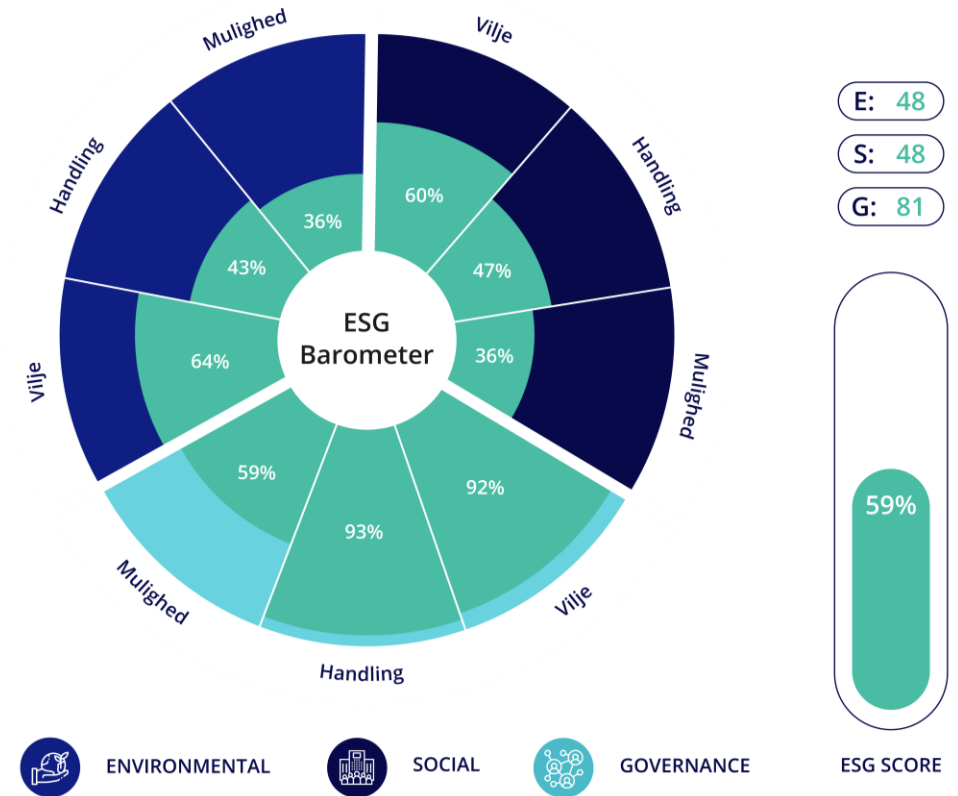 Mulighed
Vilje
Handling
Handling
60%
36%
43%
47%
ESG
Barometer
36%
64%
Vilje
Mulighed
59%
92%
93%
Mulighed
Vilje
Handling
E: 48
S: 48
G: 81
59%
ENVIRONMENTAL
SOCIAL
GOVERNANCE
ESG SCORE